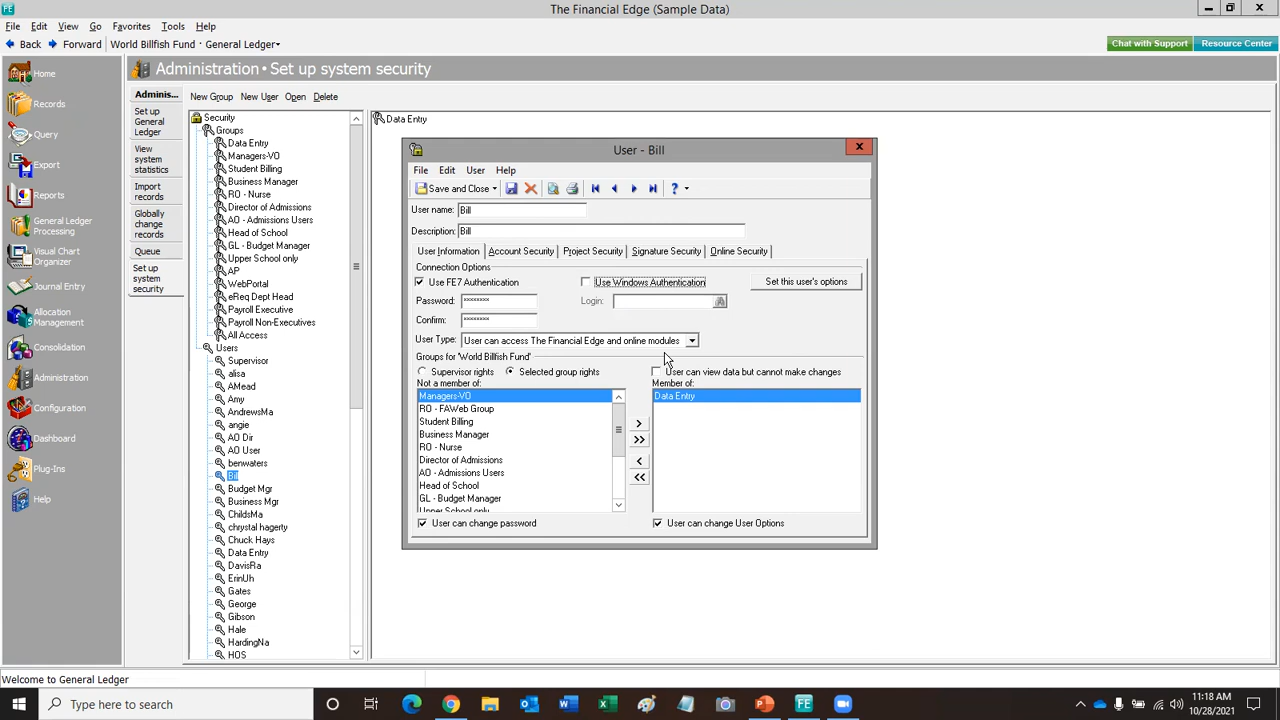 The Financial Edge (Sample Data)
File Edit View Go Favorites Tools Help
Back Forward World Billfish Fund · General Ledger
Chat with Support Resource Center
Home
Records
Query
Export
Reports
General Ledger
Processing
Visual Chart
Organizer
Journal Entry
Allocation
Management
Consolidation
Administration
Configuration
Dashboard
Plug-Ins
Help
Adminis...
Set up
General
Ledger
View
system
statistics
Import
records
Globally
change
records
Queue
Set up
system
security
Administration · Set up system security
New Group New User Open Delete
Security
Groups
Data Entry
Managers-VO
Student Billing
Business Manager
RO - Nurse
Director of Admissions
AO - Admissions Users
Head of School
GL - Budget Manager
Upper School only
AP
WebPortal
eReq Dept Head
Payroll Executive
Payroll Non-Executives
All Access
Users
Supervisor
alisa
AMead
Amy
AndrewsMa
angie
AO Dir
AO User
benwaters
Bill
Budget Mgr
Business Mgr
ChildsMa
chrystal hagerty
Chuck Hays
Data Entry
DavisRa
ErinUh
Gates
George
Gibson
Hale
HardingNa
HOS
Data Entry
User - Bill
File Edit User Help
Save and Close ?
User name: Bill
Description: Bill
User Information Account Security Project Security Signature Security Online Security
Connection Options
Use FE7 Authentication Use Windows Authentication Set this user's options
Password: ******** Login:
Confirm: ********
User Type: User can access The Financial Edge and online modules
Groups for 'World Billfish Fund'
Supervisor rights Selected group rights User can view data but cannot make changes
Not a member of: Member of:
Managers-VO
RO - FAWeb Group
Student Billing
Business Manager
RO - Nurse
Director of Admissions
AO - Admissions Users
Head of School
GL - Budget Manager
Upper School only
>
>>
<
<<
Data Entry
User can change password User can change User Options
Welcome to General Ledger
Type here to search
11:18 AM
10/28/2021